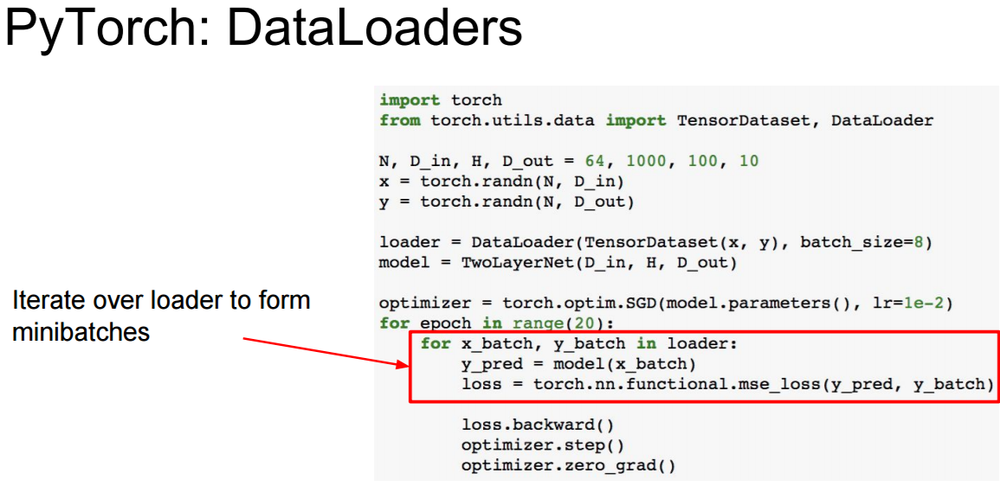 PyTorch: DataLoaders
import torch
from torch.utils.data import TensorDataset, DataLoader
N, D_in, H, D_out = 64, 1000, 100, 10
x = torch.randn(N, D_in)
y = torch.randn(N, D_out)
loader = DataLoader(TensorDataset(x, y), batch_size=8)
model = TwoLayerNet(D_in, H, D_out)
optimizer = torch.optim.SGD(model.parameters(), lr=1e-2)
for epoch in range(20):
    for x_batch, y_batch in loader:
        y_pred = model(x_batch)
        loss = torch.nn.functional.mse_loss(y_pred, y_batch)
        loss.backward()
        optimizer.step()
        optimizer.zero_grad()
Iterate over loader to form
minibatches